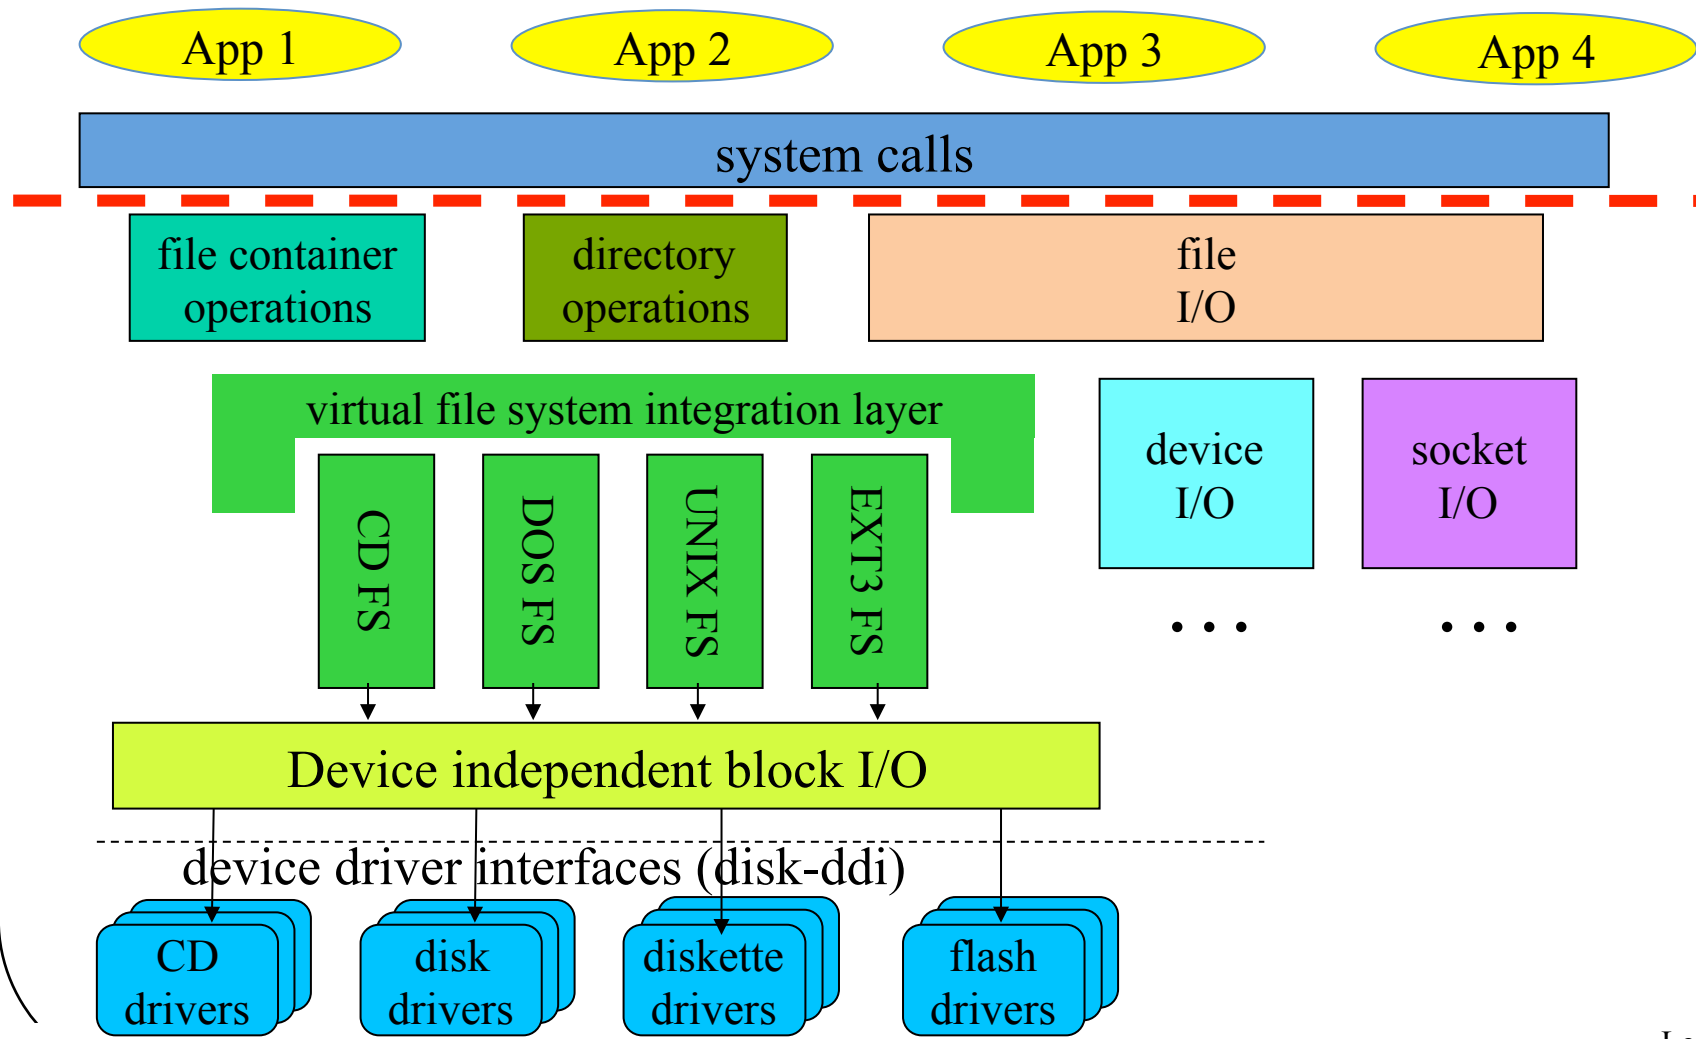 App 1
App 2
App 3
App 4
system calls
file container
operations
directory
operations
file
I/O
virtual file system integration layer
device
I/O
socket
I/O
CD FS
DOS FS
UNIX FS
EXT3 FS
. . .
. . .
Device independent block I/O
device driver interfaces (disk-ddi)
CD
drivers
disk
drivers
diskette
drivers
flash
drivers